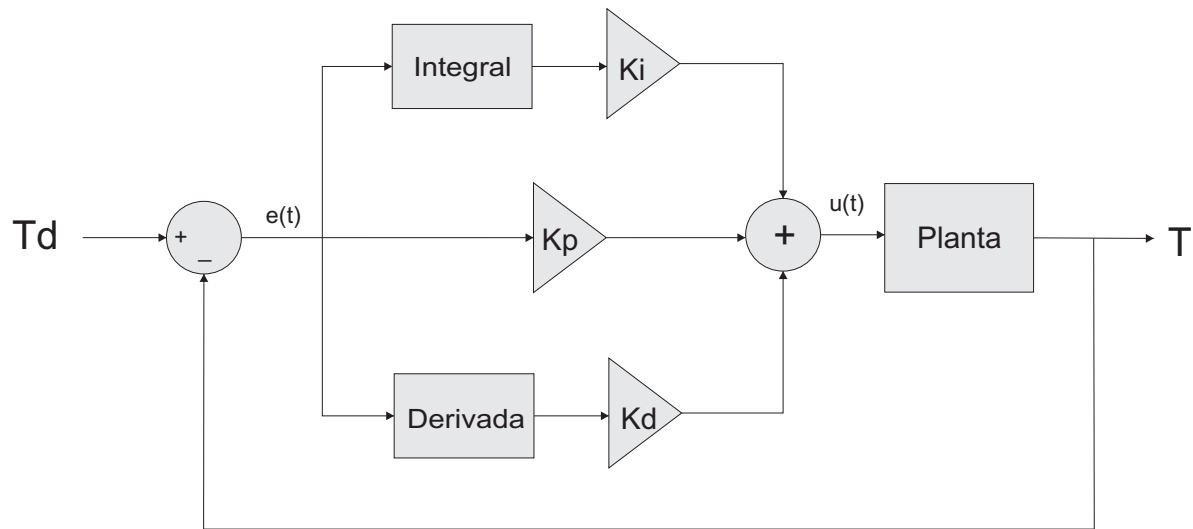 Integral
Ki
Td
+
−
e(t)
Kp
+
u(t)
Planta
T
Derivada
Kd